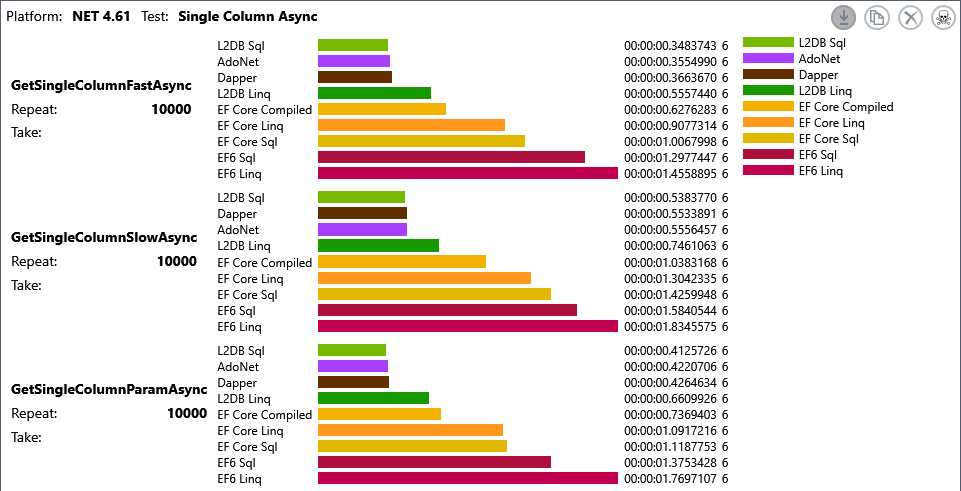 Platform: NET 4.61 Test: Single Column Async
GetSingleColumnFastAsync
Repeat: 10000
Take:
L2DB Sql 00:00:00.3483743 6
AdoNet 00:00:00.3554990 6
Dapper 00:00:00.3663670 6
L2DB Linq 00:00:00.5557440 6
EF Core Compiled 00:00:00.6276283 6
EF Core Linq 00:00:00.9077314 6
EF Core Sql 00:00:01.0067998 6
EF6 Sql 00:00:01.2977447 6
EF6 Linq 00:00:01.4558895 6
L2DB Sql
AdoNet
Dapper
L2DB Linq
EF Core Compiled
EF Core Linq
EF Core Sql
EF6 Sql
EF6 Linq
GetSingleColumnSlowAsync
Repeat: 10000
Take:
L2DB Sql 00:00:00.5383770 6
Dapper 00:00:00.5533891 6
AdoNet 00:00:00.5556457 6
L2DB Linq 00:00:00.7461063 6
EF Core Compiled 00:00:01.0383168 6
EF Core Linq 00:00:01.3042335 6
EF Core Sql 00:00:01.4259948 6
EF6 Sql 00:00:01.5840544 6
EF6 Linq 00:00:01.8345575 6
GetSingleColumnParamAsync
Repeat: 10000
Take:
L2DB Sql 00:00:00.4125726 6
AdoNet 00:00:00.4220706 6
Dapper 00:00:00.4264634 6
L2DB Linq 00:00:00.6609926 6
EF Core Compiled 00:00:00.7369403 6
EF Core Linq 00:00:01.0917216 6
EF Core Sql 00:00:01.1187753 6
EF6 Sql 00:00:01.3753428 6
EF6 Linq 00:00:01.7697107 6